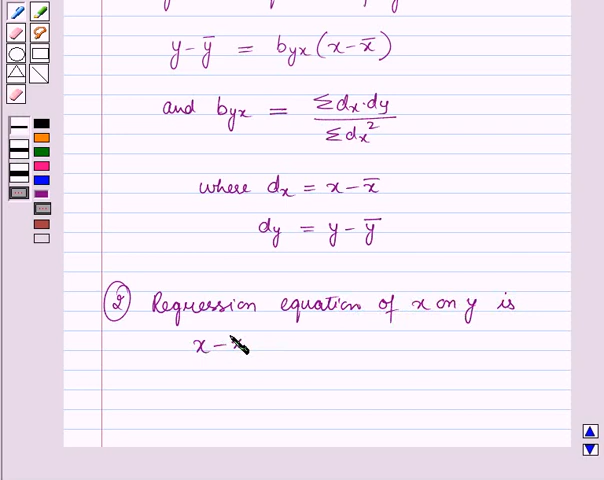 y - ȳ = byx (x - x̄)
and byx = Σdx·dy / Σdx²
where dx = x - x̄
dy = y - ȳ
② Regression equation of x on y is
x -